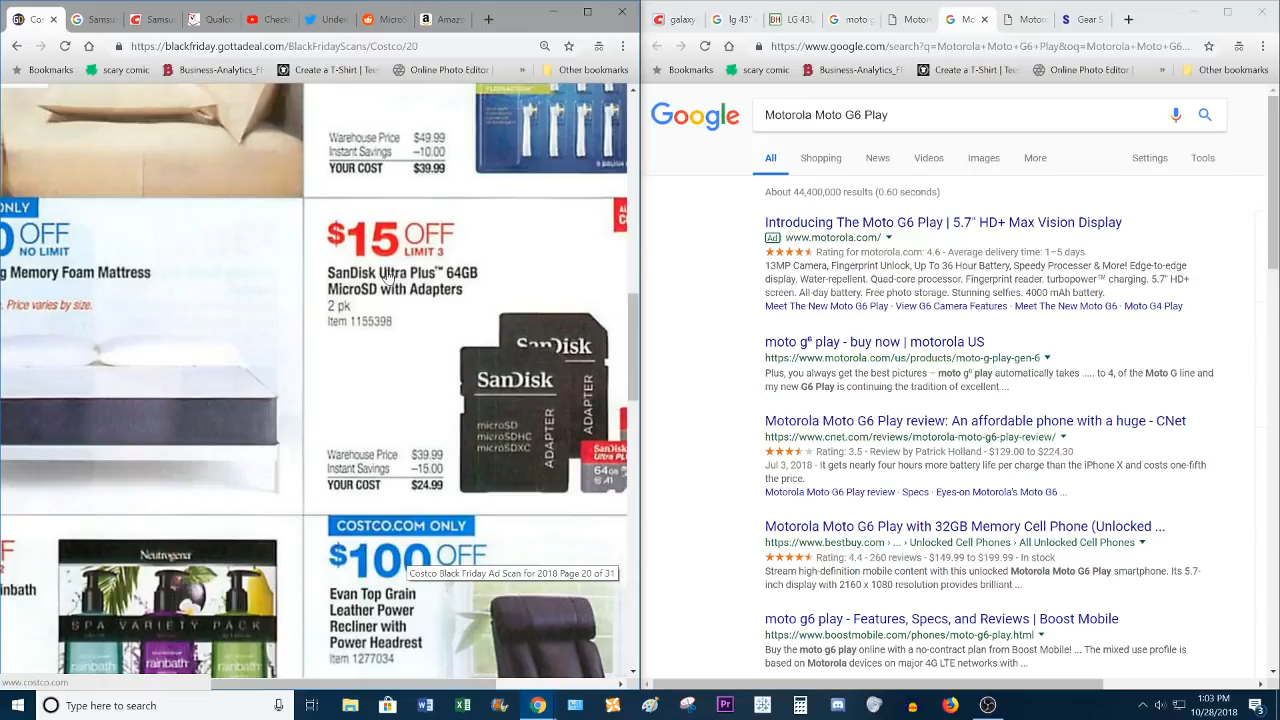 Co
Sams
Samsu
Qualco
Check
Under
Micro
Amaz
https://blackfriday.gottadeal.com/BlackFridayScans/Costco/20
Suggest
scary comic
Business-Analytics_Fl
Create a T-Shirt | Te
Online Photo Editor |
Other bookmarks
Warehouse Price $49.99
Instant Savings –10.00
YOUR COST $39.99
ONLY
0 OFF
NO LIMIT
g Memory Foam Mattress
. Price varies by size.
$15 OFF
LIMIT 3
SanDisk Ultra Plus™ 64GB
MicroSD with Adapters
2 pk
Item 1155398
SanDisk
SanDisk
microSD
microSDHC
microSDXC
ADAPTER
ADAPTER
SanDisk
Ultra PL
64GB
Warehouse Price $39.99
Instant Savings –15.00
YOUR COST $24.99
Neutrogena
SPA VARIETY PACK
rainbath
rainbath
rainbath
nbath
COSTCO.COM ONLY
$100 OFF
Costco Black Friday Ad Scan for 2018 Page 20 of 31
Evan Top Grain
Leather Power
Recliner with
Power Headrest
Item 1277034
www.costco.com
galaxy
lg 43"
BH
moto
Motor
Mo
Motor
Gear S
https://www.google.com/search?q=Motorola+Moto+G6+Play&oq=Motorola+Moto+G6...
Suggest
scary comic
Business-Analytics_Fl
Create a T-Shirt | Te
Online Photo Editor |
Other bookmarks
Google
Motorola Moto G6 Play
All Shopping News Videos Images More Settings Tools
About 44,400,000 results (0.60 seconds)
Introducing The Moto G6 Play | 5.7" HD+ Max Vision Display
Ad www.motorola.com/
Rating for motorola.com: 4.6 - Average delivery time: 1–5 days
13MP Camera, Fingerprint Unlock, Up To 36 Hour Battery, Speedy Processor & More! Edge-to-edge
display. Water-repellent. Quad-core processor. Fingerprint reader. turbopower™ charging. 5.7" HD+
screen. All-day battery. Free photo storage. Stunning selfies. 4000 mAh battery.
Meet The New Moto G6 Play · View G6 Camera Features · Meet The New Moto G6 · Moto G4 Play
moto g⁶ play - buy now | motorola US
https://www.motorola.com/us/products/moto-g-play-gen-6
Plus, you always get the best pictures – moto g⁶ play automatically takes ..... to 4, of the Moto G line and
my new G6 Play is continuing the tradition of excellent ...
Motorola Moto G6 Play review: An affordable phone with a huge - CNet
https://www.cnet.com/reviews/motorola-moto-g6-play-review/
Rating: 3.5 - Review by Patrick Holland - $129.00 to $322.30
Jul 3, 2018 - It gets nearly four hours more battery life per charge than the iPhone X and costs one-fifth
the price.
Motorola Moto G6 Play review · Specs · Eyes-on Motorola's Moto G6 ...
Motorola Moto G6 Play with 32GB Memory Cell Phone (Unlocked ...
https://www.bestbuy.com › ... › Unlocked Cell Phones › All Unlocked Cell Phones
Rating: 4.4 - 260 reviews - $149.99 to $199.99 - In stock
Stream high-definition mobile content with this unlocked Motorola Moto G6 Play smartphone. Its 5.7-
inch display with 2160 x 1080 resolution provides brilliant ...
moto g6 play - Features, Specs, and Reviews | Boost Mobile
https://www.boostmobile.com/phones/moto-g6-play.html
Buy the moto g6 play online with a no-contract plan from Boost Mobile! ... The mixed use profile is
based on Motorola devices on major 4G LTE networks with ...
Type here to search
1:03 PM
10/28/2018